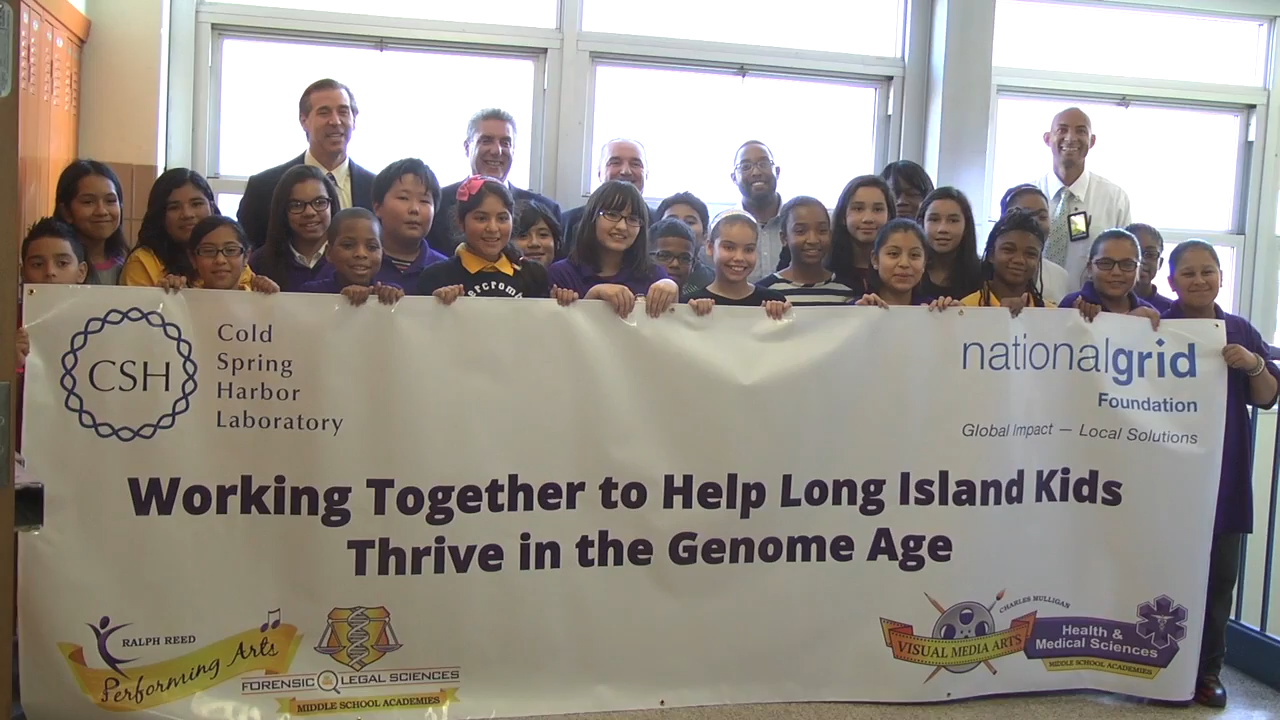 CSH
Cold
Spring
Harbor
Laboratory
nationalgrid
Foundation
Global Impact — Local Solutions
Working Together to Help Long Island Kids
Thrive in the Genome Age
RALPH REED
Performing Arts
FORENSIC & LEGAL SCIENCES
MIDDLE SCHOOL ACADEMIES
CHARLES MULLIGAN
VISUAL MEDIA ARTS
Health &
Medical Sciences
MIDDLE SCHOOL ACADEMIES